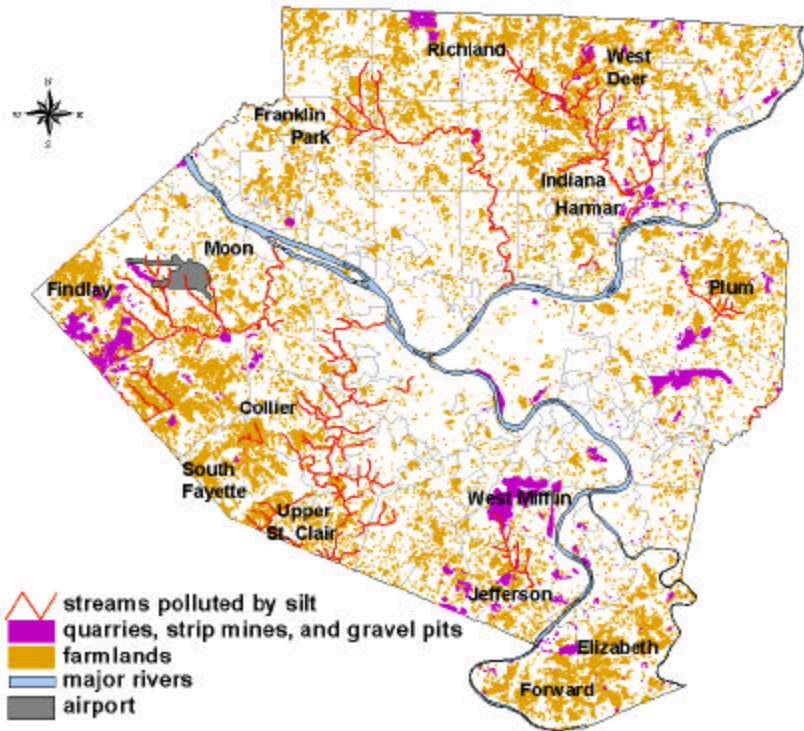 Richland
West
Deer
Franklin
Park
Indiana
Harmar
Moon
Findlay
Plum
Collier
South
Fayette
Upper
St. Clair
West Mifflin
Jefferson
Elizabeth
Forward
streams polluted by silt
quarries, strip mines, and gravel pits
farmlands
major rivers
airport